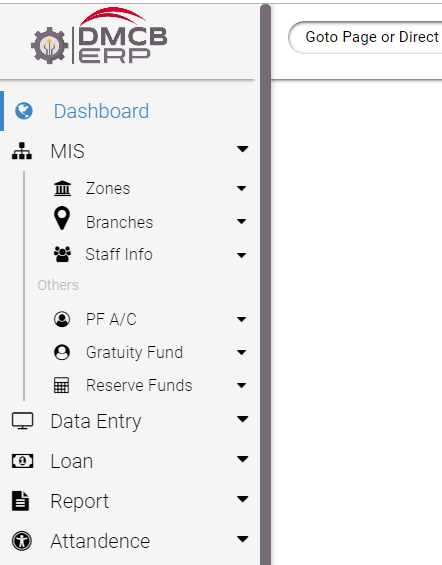 DMCB
ERP
Goto Page or Direct
Dashboard
MIS
Zones
Branches
Staff Info
Others
PF A/C
Gratuity Fund
Reserve Funds
Data Entry
Loan
Report
Attandence